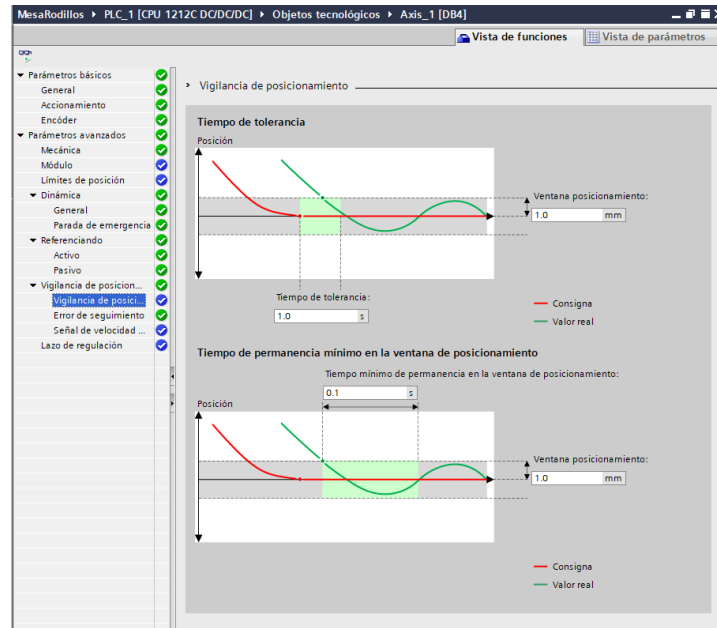 MesaRodillos ▸ PLC_1 [CPU 1212C DC/DC/DC] ▸ Objetos tecnológicos ▸ Axis_1 [DB4]
Vista de funciones
Vista de parámetros
Parámetros básicos
General
Accionamiento
Encóder
Parámetros avanzados
Mecánica
Módulo
Límites de posición
Dinámica
General
Parada de emergencia
Referenciando
Activo
Pasivo
Vigilancia de posicion...
Vigilancia de posici...
Error de seguimiento
Señal de velocidad ...
Lazo de regulación
Vigilancia de posicionamiento
Tiempo de tolerancia
Posición
Ventana posicionamiento:
1.0 mm
Tiempo de tolerancia:
1.0 s
Consigna
Valor real
Tiempo de permanencia mínimo en la ventana de posicionamiento
Tiempo mínimo de permanencia en la ventana de posicionamiento:
0.1 s
Posición
Ventana posicionamiento:
1.0 mm
Consigna
Valor real